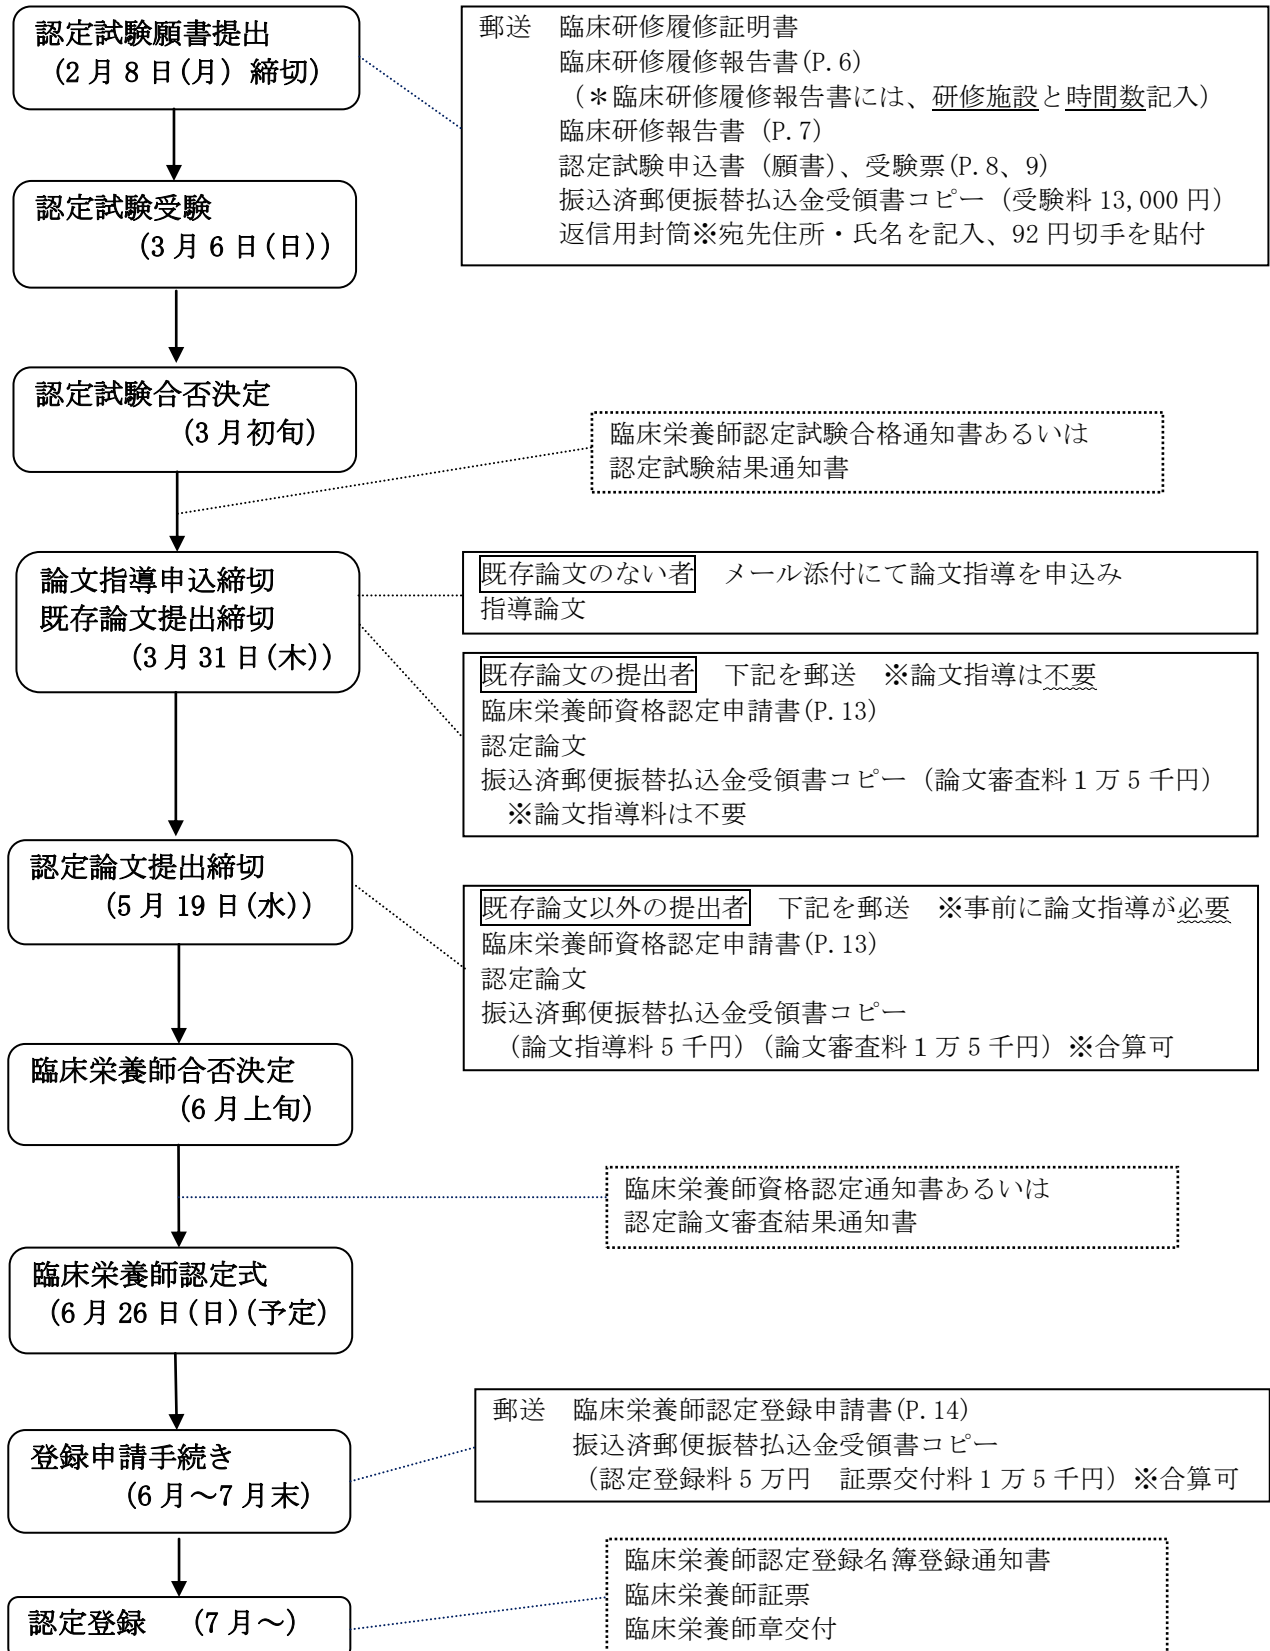 認定試験願書提出
(2月8日(月) 締切)
郵送　臨床研修履修証明書
臨床研修履修報告書(P.6)
（＊臨床研修履修報告書には、研修施設と時間数記入）
臨床研修報告書 (P.7)
認定試験申込書（願書）、受験票(P.8、9)
振込済郵便振替払込金受領書コピー（受験料 13,000 円）
返信用封筒※宛先住所・氏名を記入、92 円切手を貼付
認定試験受験
(3月6日(日))
認定試験合否決定
(3月初旬)
臨床栄養師認定試験合格通知書あるいは
認定試験結果通知書
論文指導申込締切
既存論文提出締切
(3月31日(木))
既存論文のない者　メール添付にて論文指導を申込み
指導論文
既存論文の提出者　下記を郵送　※論文指導は不要
臨床栄養師資格認定申請書(P.13)
認定論文
振込済郵便振替払込金受領書コピー（論文審査料１万５千円）
※論文指導料は不要
認定論文提出締切
(5月19日(水))
既存論文以外の提出者　下記を郵送　※事前に論文指導が必要
臨床栄養師資格認定申請書(P.13)
認定論文
振込済郵便振替払込金受領書コピー
（論文指導料５千円）（論文審査料１万５千円）※合算可
臨床栄養師合否決定
(6月上旬)
臨床栄養師資格認定通知書あるいは
認定論文審査結果通知書
臨床栄養師認定式
(6月26日(日)(予定)
登録申請手続き
(6月～7月末)
郵送　臨床栄養師認定登録申請書(P.14)
振込済郵便振替払込金受領書コピー
（認定登録料５万円　証票交付料１万５千円）※合算可
認定登録　(7月～)
臨床栄養師認定登録名簿登録通知書
臨床栄養師証票
臨床栄養師章交付